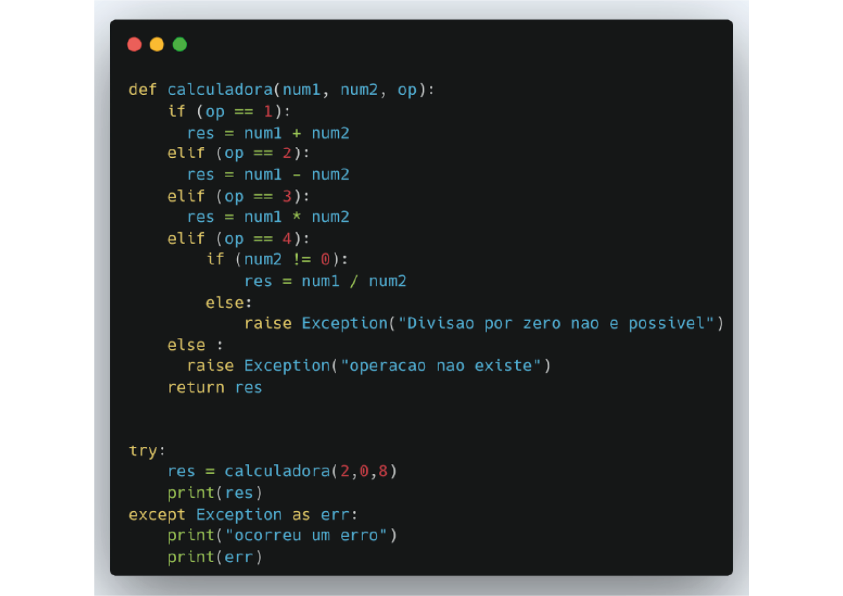 def calculadora(num1, num2, op):
    if (op == 1):
      res = num1 + num2
    elif (op == 2):
      res = num1 - num2
    elif (op == 3):
      res = num1 * num2
    elif (op == 4):
        if (num2 != 0):
            res = num1 / num2
        else:
            raise Exception("Divisao por zero nao e possivel")
    else :
      raise Exception("operacao nao existe")
    return res
try:
    res = calculadora(2,0,8)
    print(res)
except Exception as err:
    print("ocorreu um erro")
    print(err)